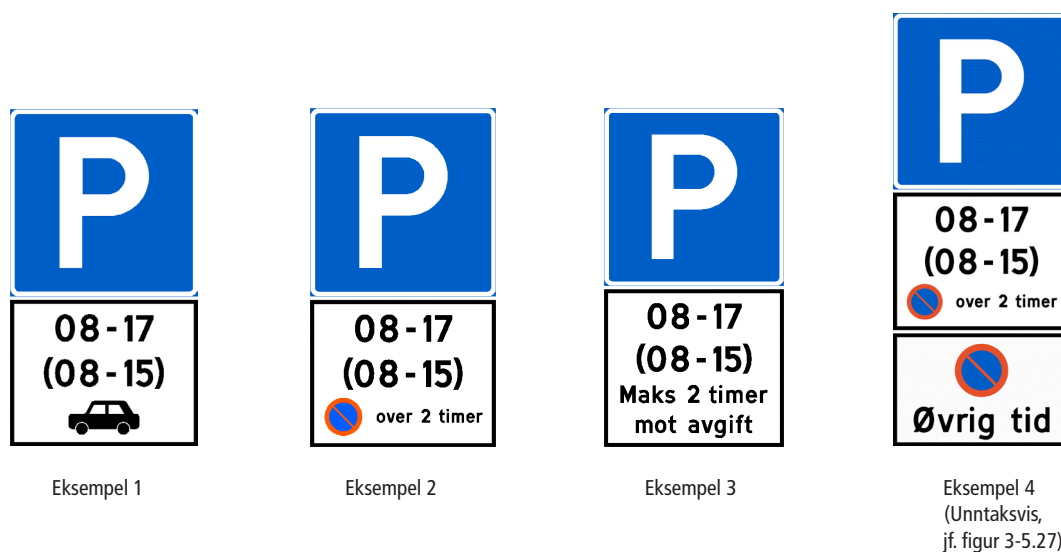 P
08-17
(08-15)
Eksempel 1
P
08-17
(08-15)
over 2 timer
Eksempel 2
P
08-17
(08-15)
Maks 2 timer
mot avgift
Eksempel 3
P
08-17
(08-15)
over 2 timer
Øvrig tid
Eksempel 4
(Unntaksvis,
jf. figur 3-5.27)